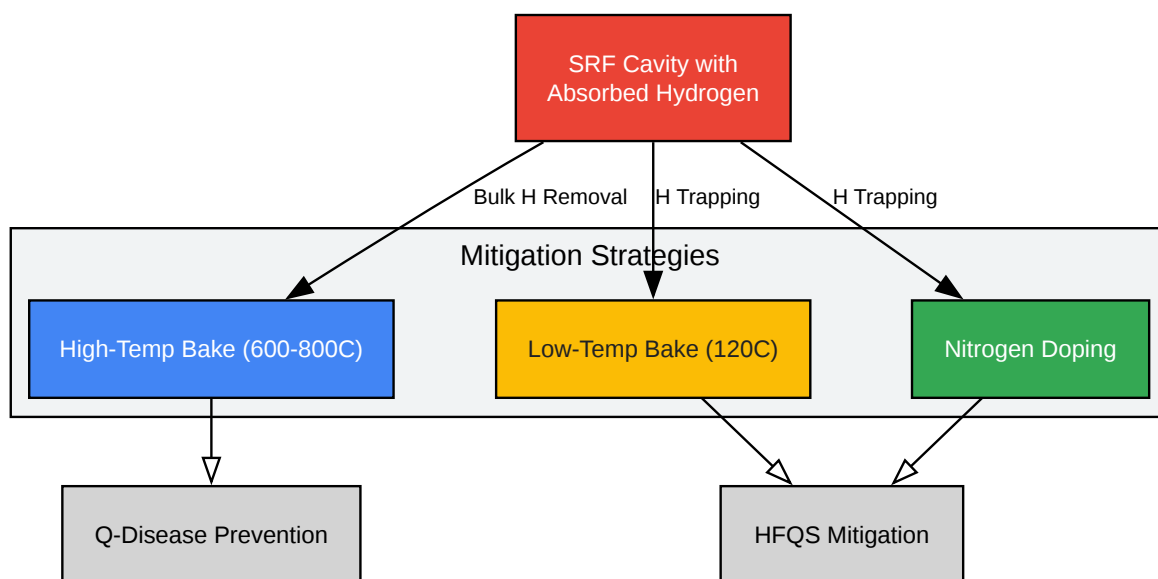 SRF Cavity with
Absorbed Hydrogen
Bulk H Removal
H Trapping
H Trapping
Mitigation Strategies
High-Temp Bake (600-800C)
Low-Temp Bake (120C)
Nitrogen Doping
Q-Disease Prevention
HFQS Mitigation